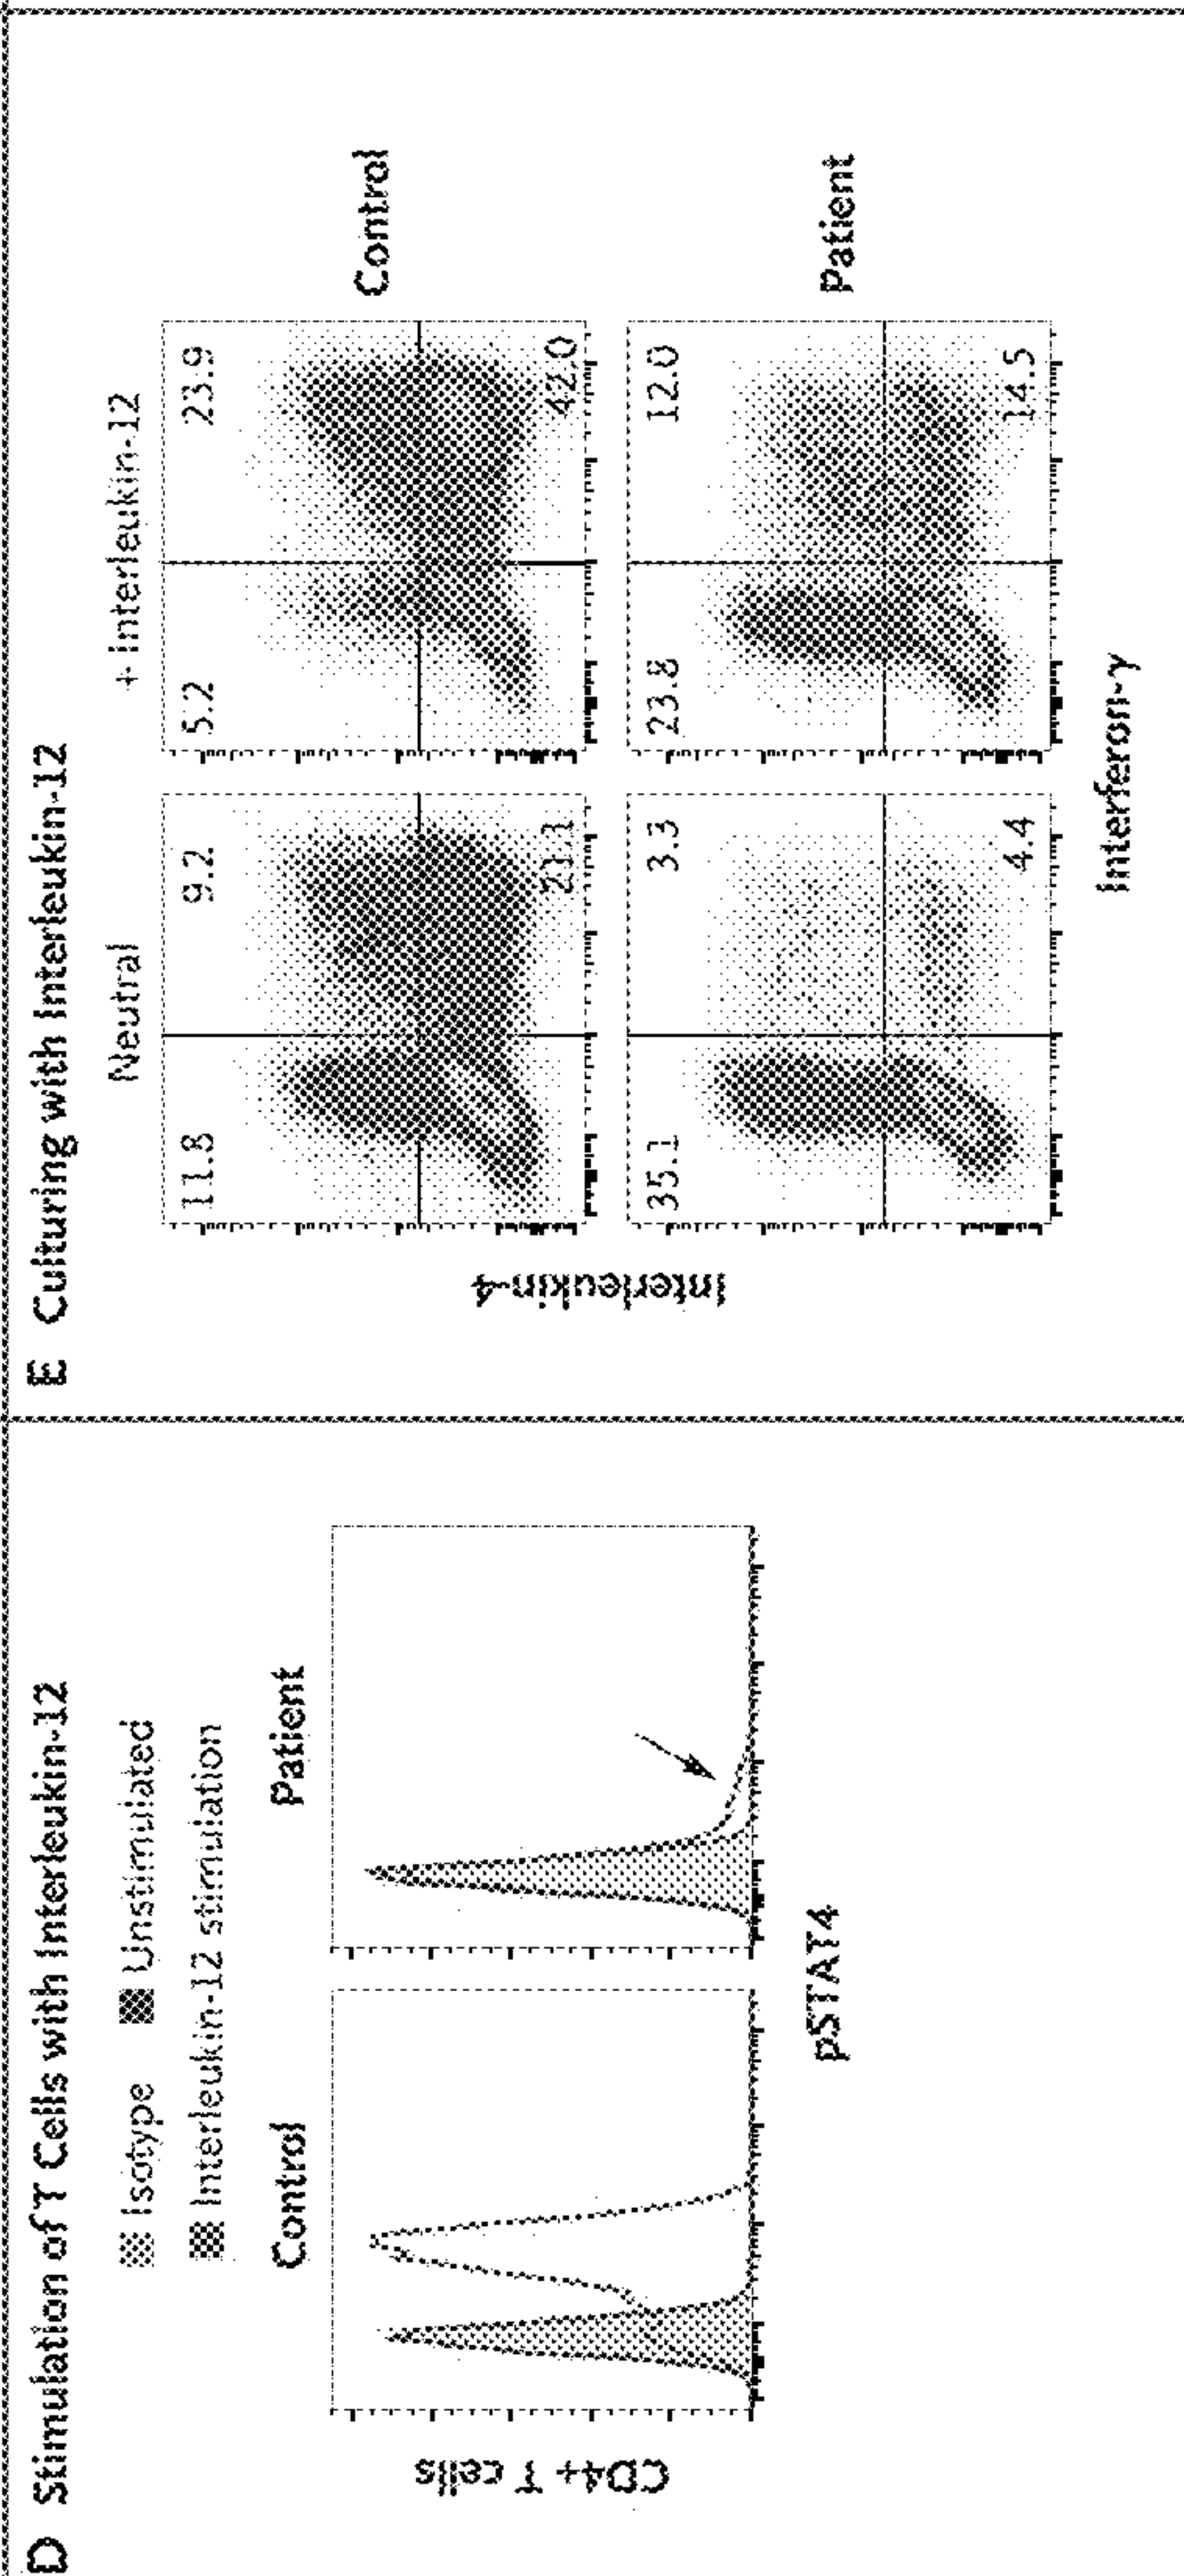 D Stimulation of T Cells with Interleukin-12
Isotype Unstimulated
Interleukin-12 stimulation
Control
Patient
CD4+ T cells
pSTAT4
E Culturing with Interleukin-12
Neutral
+ Interleukin-12
11.8 9.2
21.1
5.2 23.9
42.0
Control
35.1 3.3
4.4
23.8 12.0
14.5
Patient
Interleukin-4
Interferon-γ